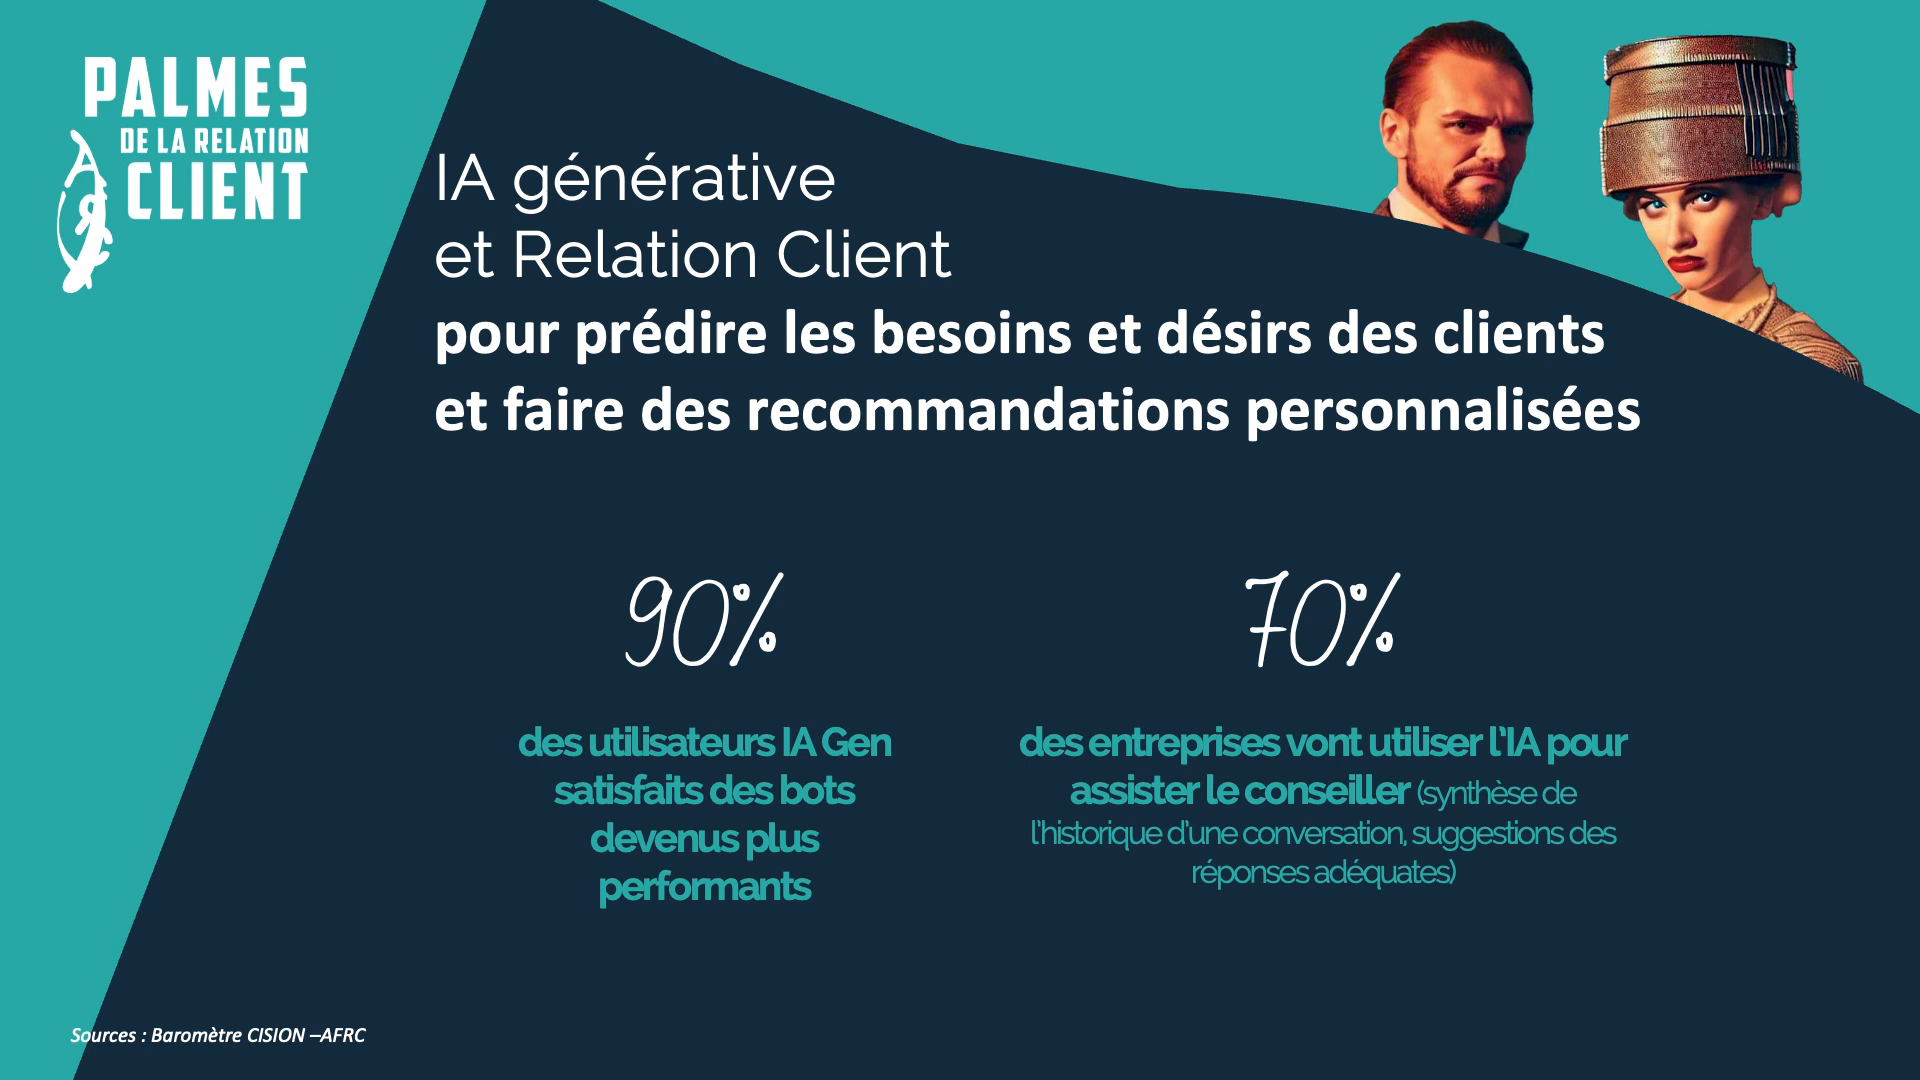 PALMES
DE LA RELATION
CLIENT
IA générative
et Relation Client
pour prédire les besoins et désirs des clients
et faire des recommandations personnalisées
90%
des utilisateurs IA Gen
satisfaits des bots
devenus plus
performants
70%
des entreprises vont utiliser l'IA pour
assister le conseiller (synthèse de
l'historique d'une conversation, suggestions des
réponses adéquates)
Sources : Baromètre CISION –AFRC